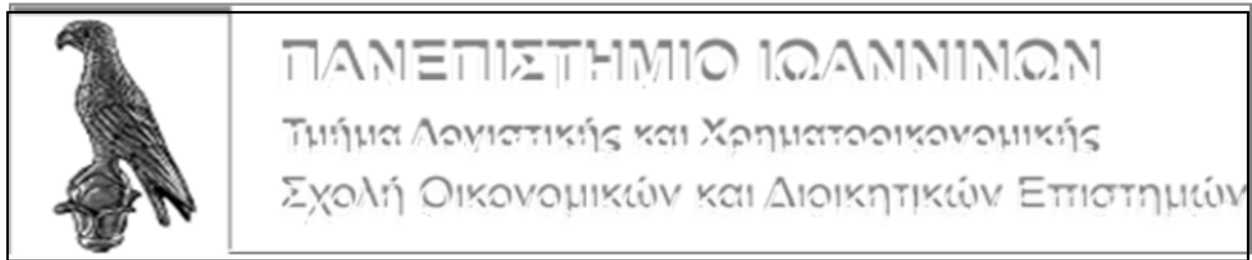 ΠΑΝΕΠΙΣΤΗΜΙΟ ΙΩΑΝΝΙΝΩΝ
Τμήμα Λογιστικής και Χρηματοοικονομικής
Σχολή Οικονομικών και Διοικητικών Επιστημών